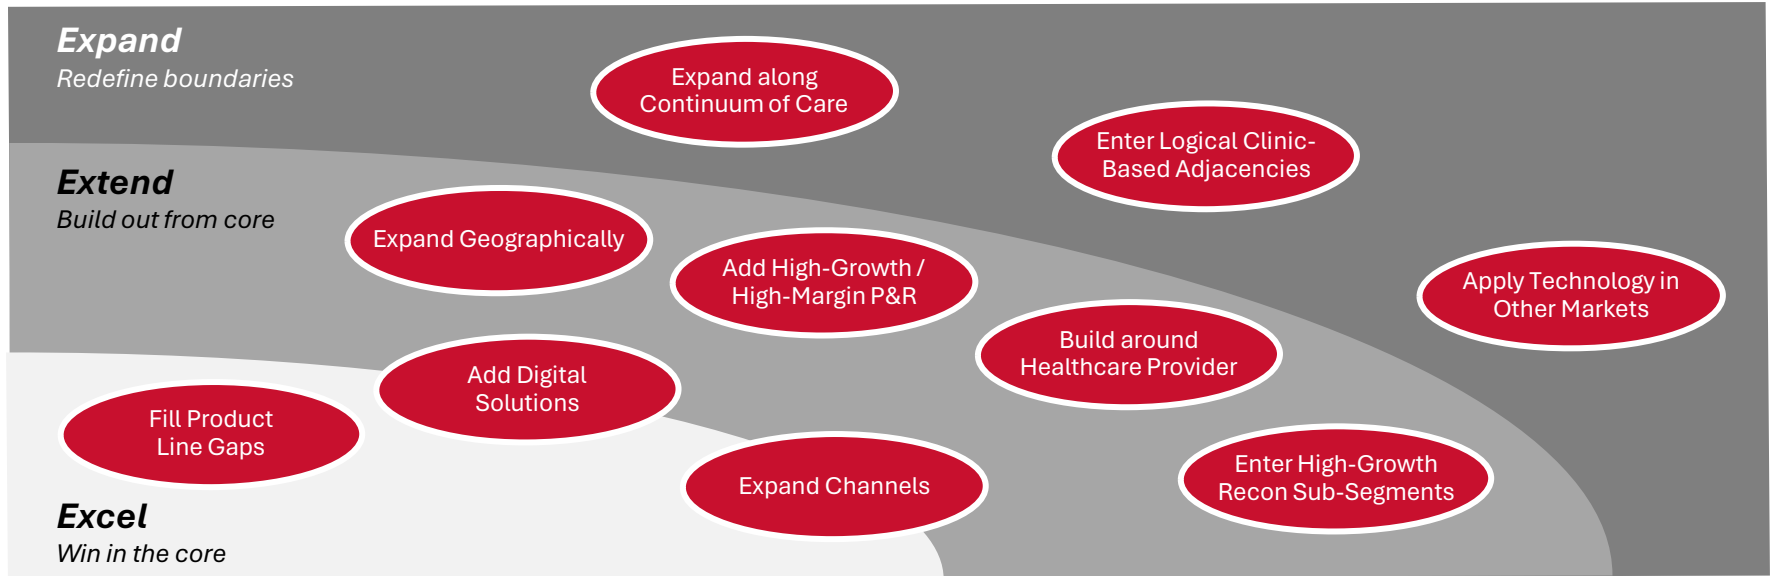 Expand
Redefine boundaries
Expand along
Continuum of Care
Enter Logical Clinic-
Based Adjacencies
Apply Technology in
Other Markets
Extend
Build out from core
Expand Geographically
Add High-Growth /
High-Margin P&R
Build around
Healthcare Provider
Enter High-Growth
Recon Sub-Segments
Add Digital
Solutions
Expand Channels
Fill Product
Line Gaps
Excel
Win in the core